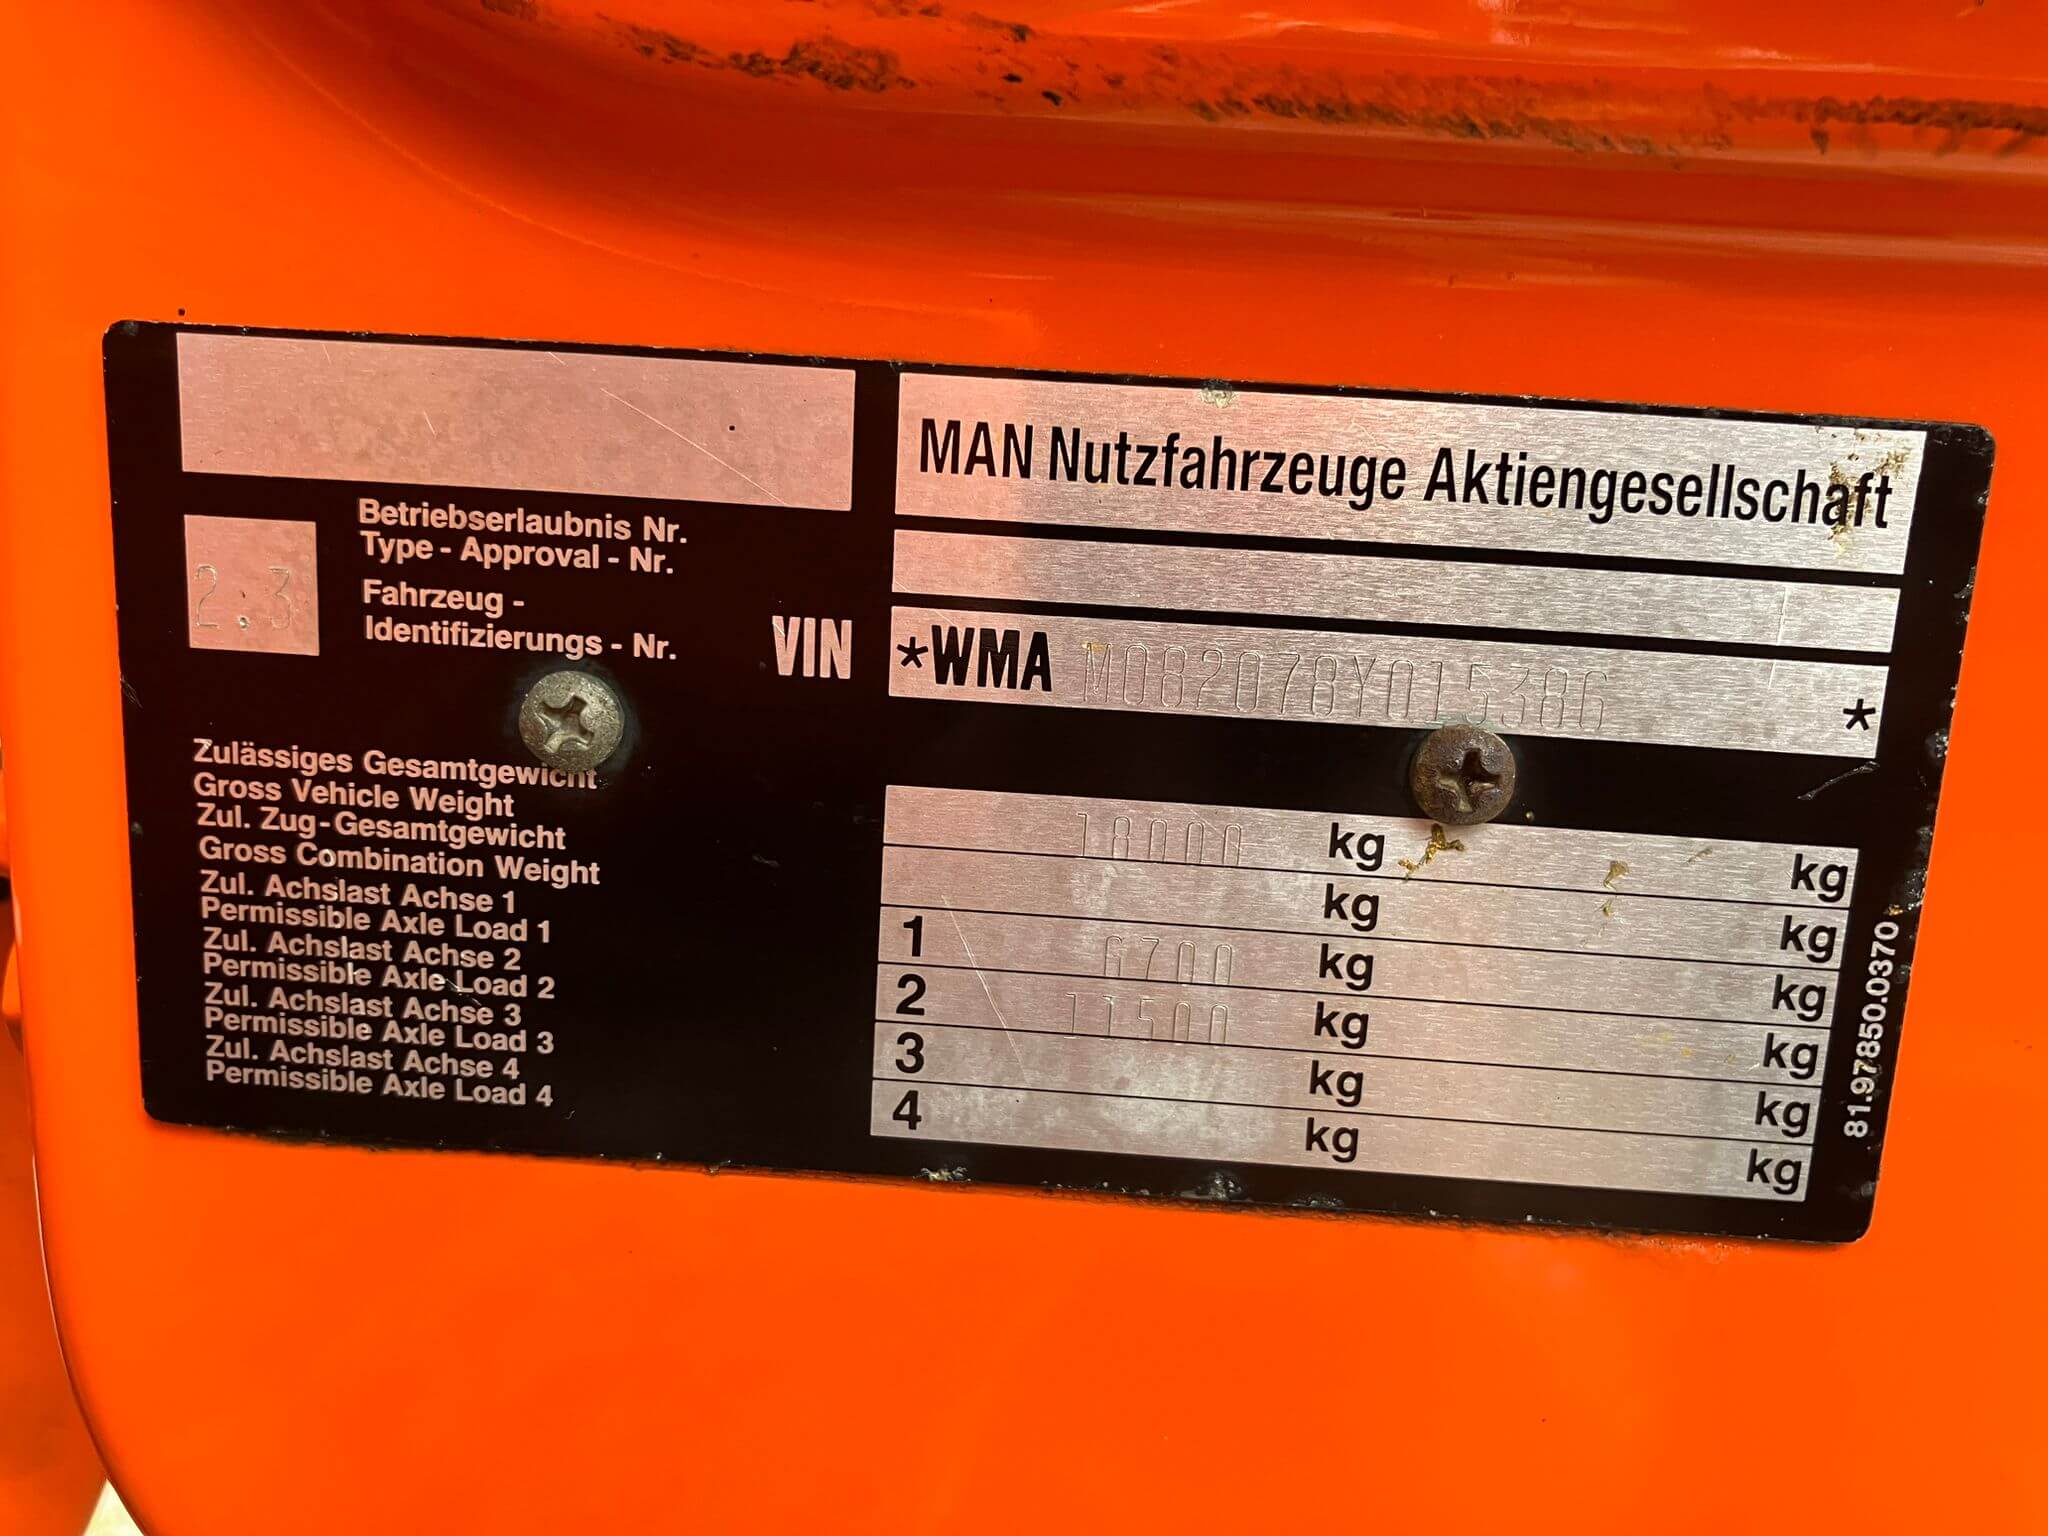 MAN Nutzfahrzeuge Aktiengesellschaft
Betriebserlaubnis Nr.
Type - Approval - Nr.
2.3
Fahrzeug -
Identifizierungs - Nr.
VIN *WMA M082078Y015386 *
Zulässiges Gesamtgewicht
Gross Vehicle Weight
18000 kg kg
Zul. Zug-Gesamtgewicht
Gross Combination Weight
kg kg
Zul. Achslast Achse 1
Permissible Axle Load 1
1 6700 kg kg
Zul. Achslast Achse 2
Permissible Axle Load 2
2 11500 kg kg
Zul. Achslast Achse 3
Permissible Axle Load 3
3 kg kg
Zul. Achslast Achse 4
Permissible Axle Load 4
4 kg kg
81.97850.0370